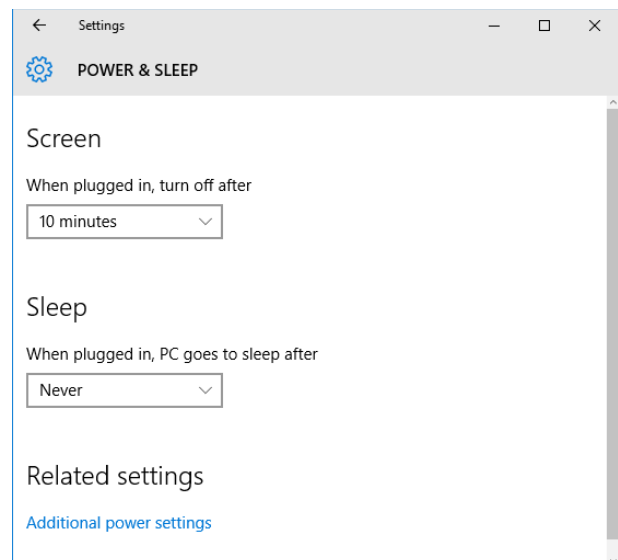 Settings
POWER & SLEEP
Screen
When plugged in, turn off after
10 minutes
Sleep
When plugged in, PC goes to sleep after
Never
Related settings
Additional power settings